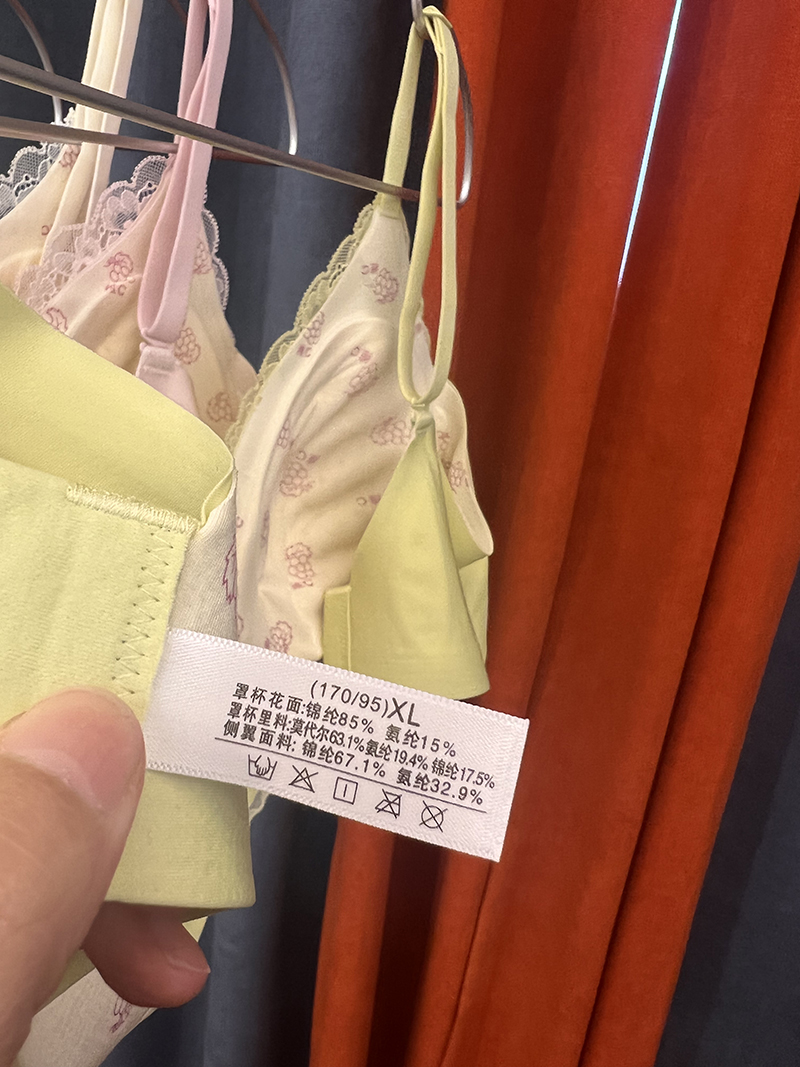 (170/95)XL
罩杯花面:锦纶85% 氨纶15%
罩杯里料:莫代尔63.1%氨纶19.4% 锦纶17.5%
侧翼面料: 锦纶67.1% 氨纶32.9%